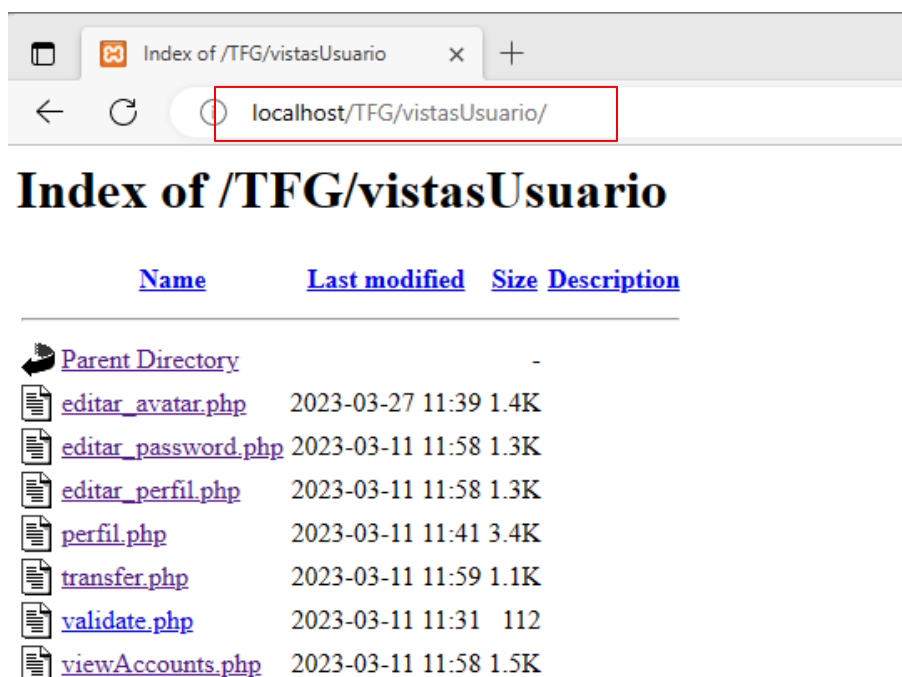 Index of /TFG/vistasUsuario
localhost/TFG/vistasUsuario/
Index of /TFG/vistasUsuario
Name Last modified Size Description
Parent Directory -
editar_avatar.php 2023-03-27 11:39 1.4K
editar_password.php 2023-03-11 11:58 1.3K
editar_perfil.php 2023-03-11 11:58 1.3K
perfil.php 2023-03-11 11:41 3.4K
transfer.php 2023-03-11 11:59 1.1K
validate.php 2023-03-11 11:31 112
viewAccounts.php 2023-03-11 11:58 1.5K